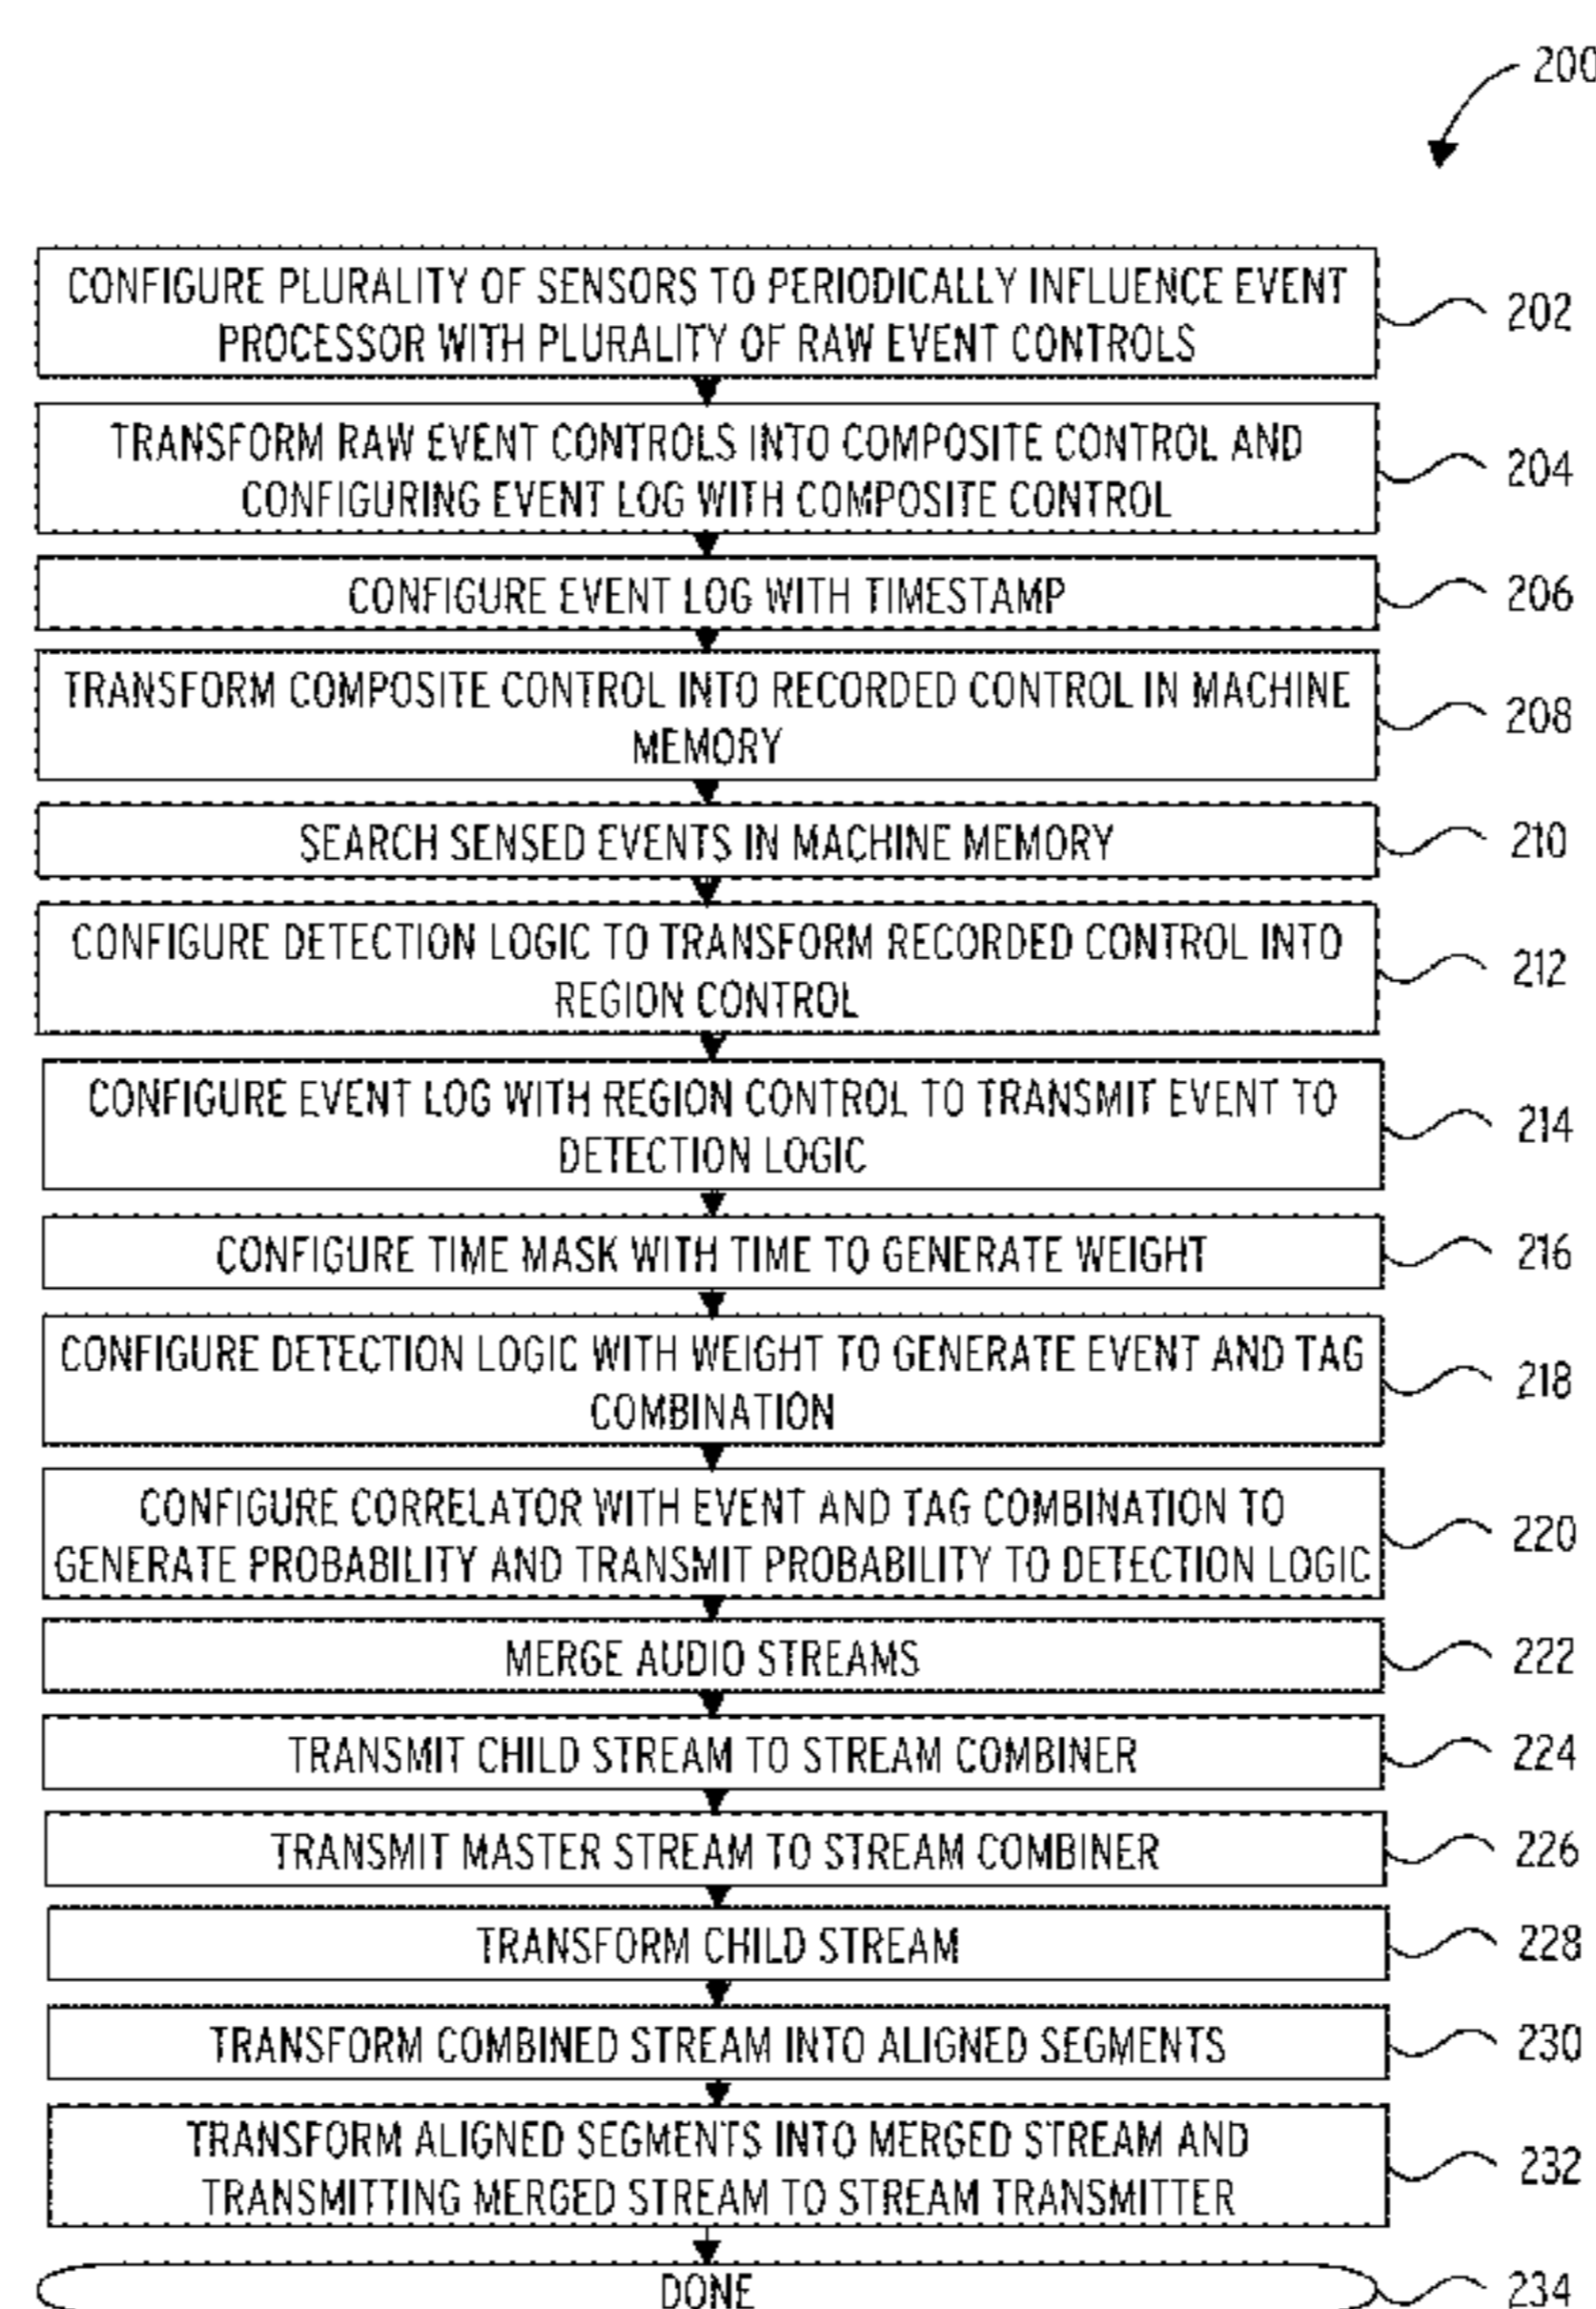 200
CONFIGURE PLURALITY OF SENSORS TO PERIODICALLY INFLUENCE EVENT
PROCESSOR WITH PLURALITY OF RAW EVENT CONTROLS
202
TRANSFORM RAW EVENT CONTROLS INTO COMPOSITE CONTROL AND
CONFIGURING EVENT LOG WITH COMPOSITE CONTROL
204
CONFIGURE EVENT LOG WITH TIMESTAMP
206
TRANSFORM COMPOSITE CONTROL INTO RECORDED CONTROL IN MACHINE
MEMORY
208
SEARCH SENSED EVENTS IN MACHINE MEMORY
210
CONFIGURE DETECTION LOGIC TO TRANSFORM RECORDED CONTROL INTO
REGION CONTROL
212
CONFIGURE EVENT LOG WITH REGION CONTROL TO TRANSMIT EVENT TO
DETECTION LOGIC
214
CONFIGURE TIME MASK WITH TIME TO GENERATE WEIGHT
216
CONFIGURE DETECTION LOGIC WITH WEIGHT TO GENERATE EVENT AND TAG
COMBINATION
218
CONFIGURE CORRELATOR WITH EVENT AND TAG COMBINATION TO
GENERATE PROBABILITY AND TRANSMIT PROBABILITY TO DETECTION LOGIC
220
MERGE AUDIO STREAMS
222
TRANSMIT CHILD STREAM TO STREAM COMBINER
224
TRANSMIT MASTER STREAM TO STREAM COMBINER
226
TRANSFORM CHILD STREAM
228
TRANSFORM COMBINED STREAM INTO ALIGNED SEGMENTS
230
TRANSFORM ALIGNED SEGMENTS INTO MERGED STREAM AND
TRANSMITTING MERGED STREAM TO STREAM TRANSMITTER
232
DONE
234